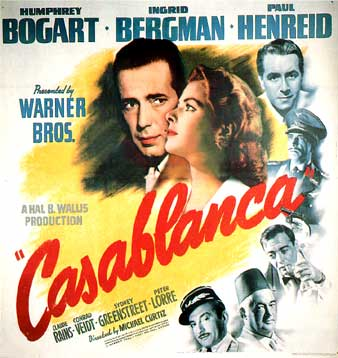 HUMPHREY BOGART · INGRID BERGMAN · PAUL HENREID
Presented by
WARNER
BROS.
A HAL B. WALLIS
PRODUCTION
"Casablanca"
CLAUDE RAINS · CONRAD VEIDT · SYDNEY GREENSTREET · PETER LORRE
Directed by MICHAEL CURTIZ